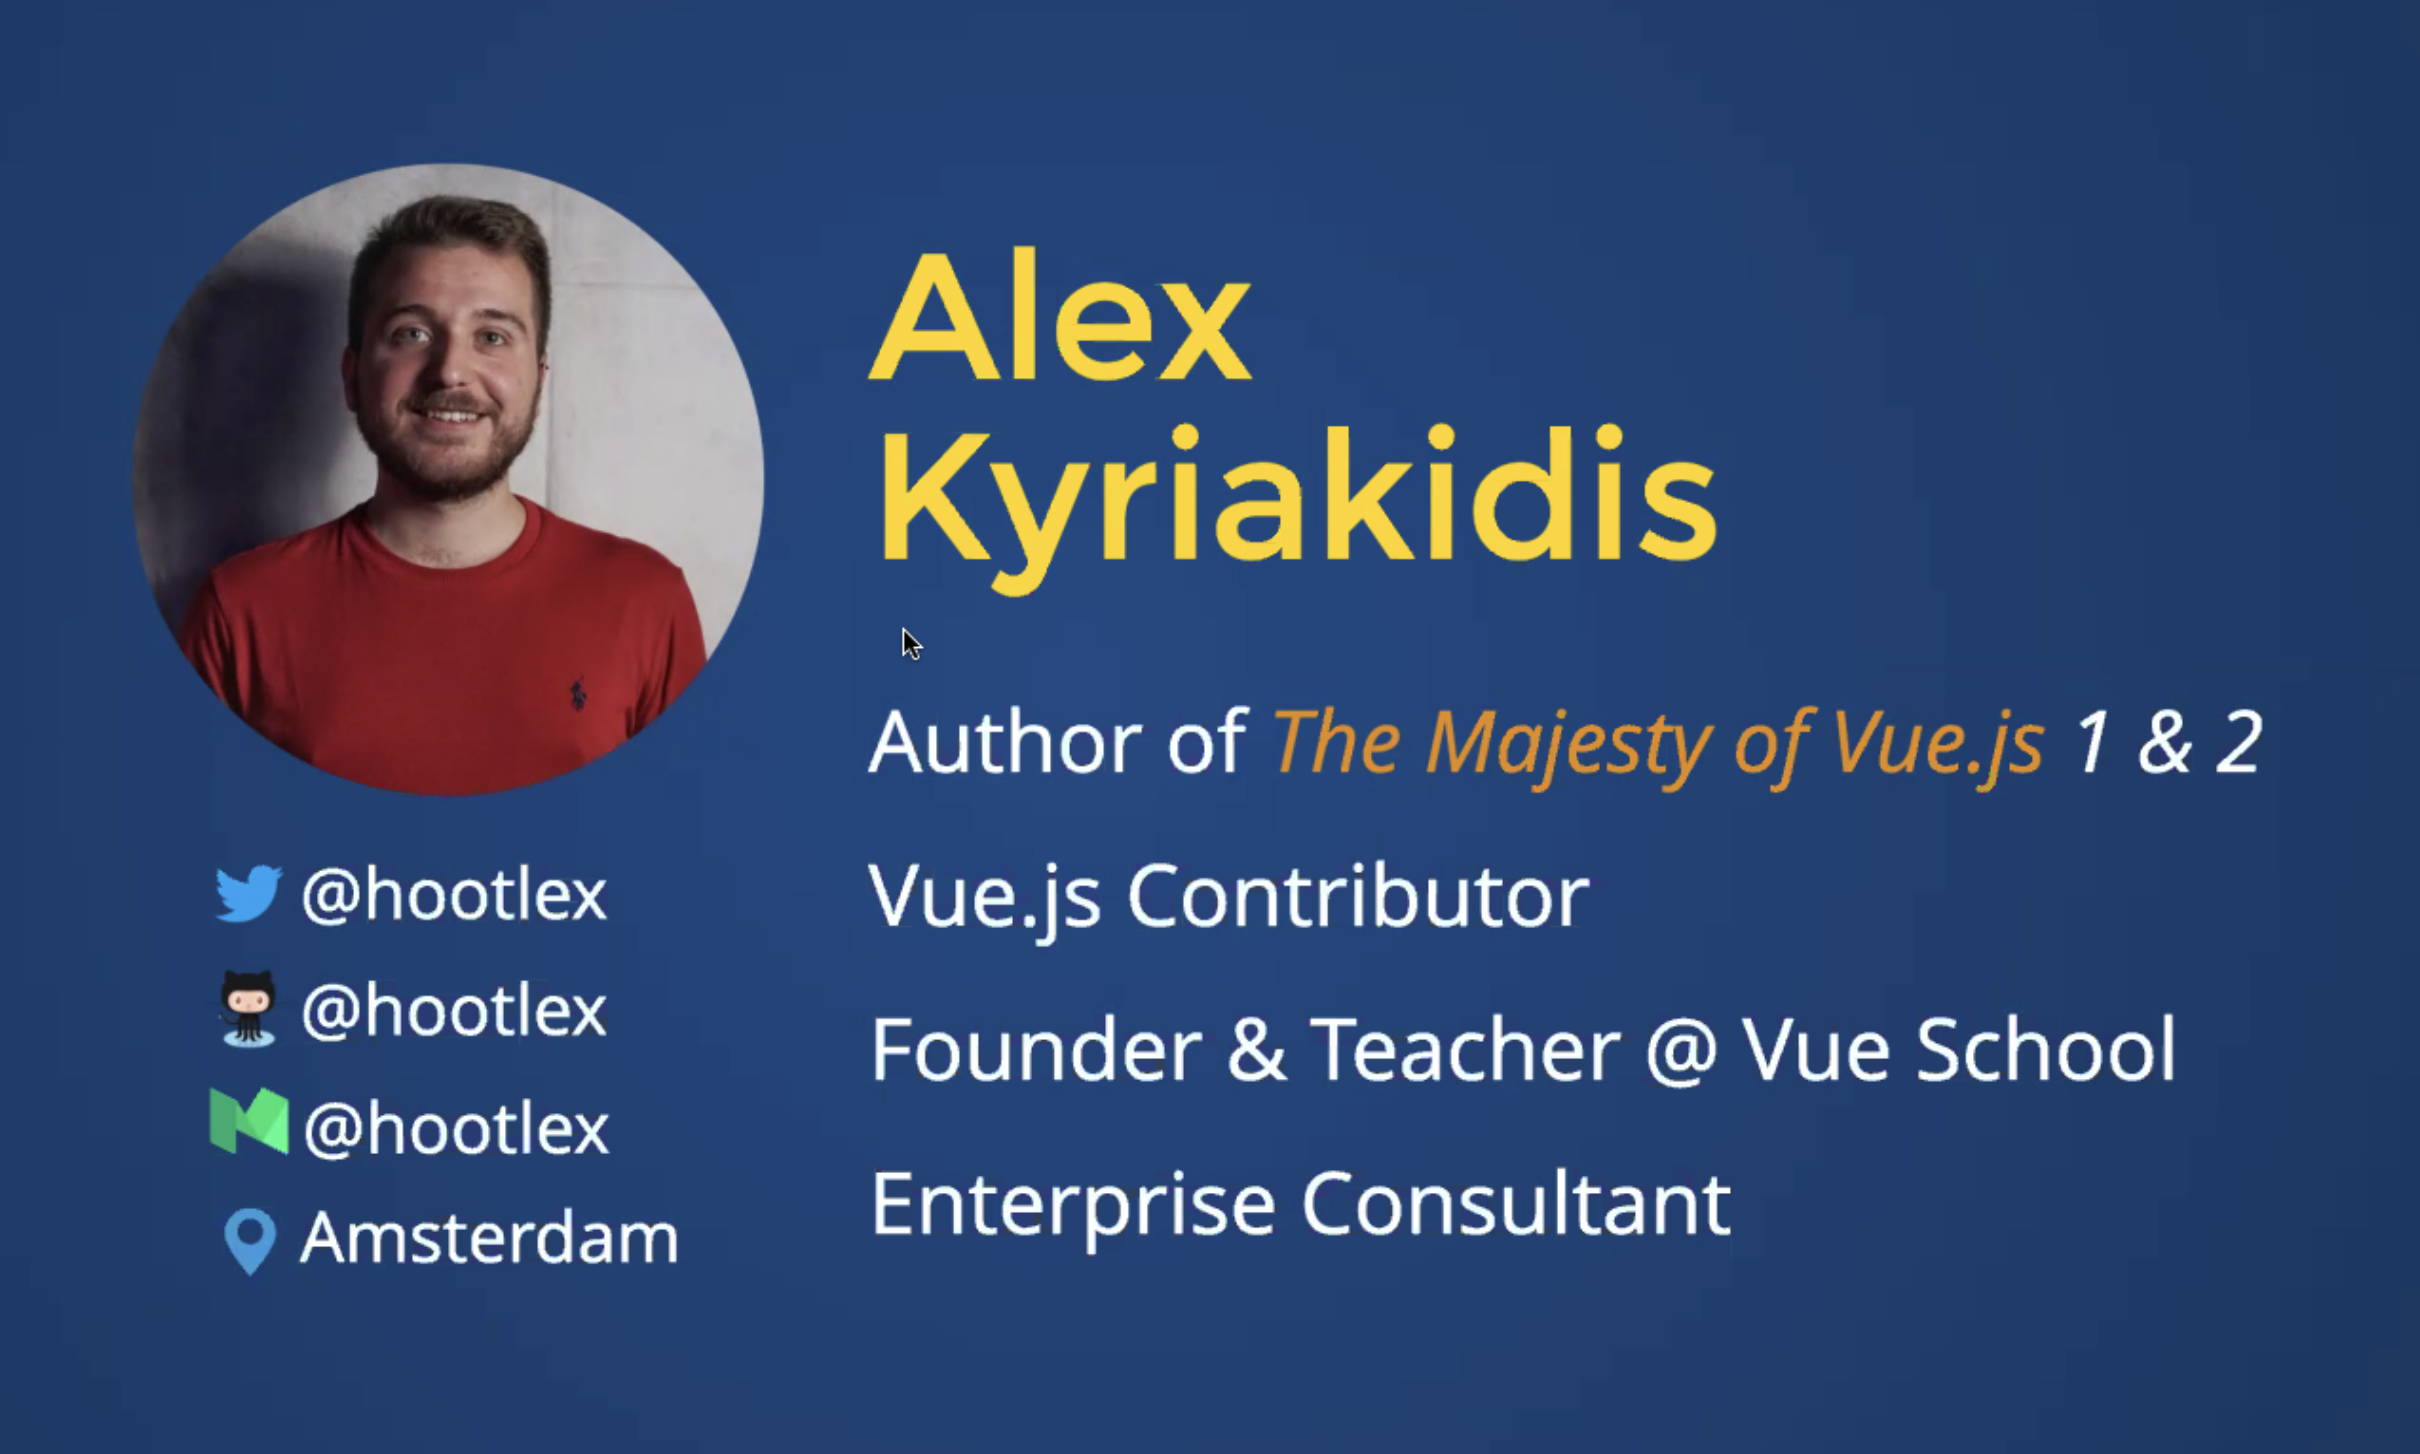 Alex
Kyriakidis
Author of The Majesty of Vue.js 1 & 2
Vue.js Contributor
Founder & Teacher @ Vue School
Enterprise Consultant
@hootlex
@hootlex
@hootlex
Amsterdam